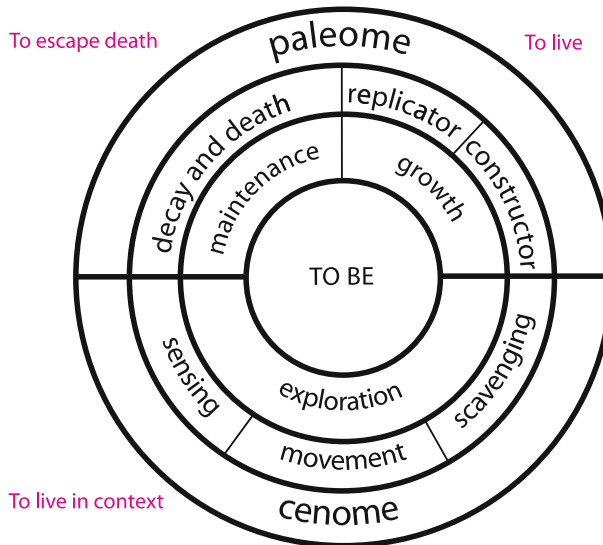 To escape death
paleome
To live
decay and death
replicator
constructor
maintenance
growth
TO BE
sensing
exploration
scavenging
movement
To live in context
cenome